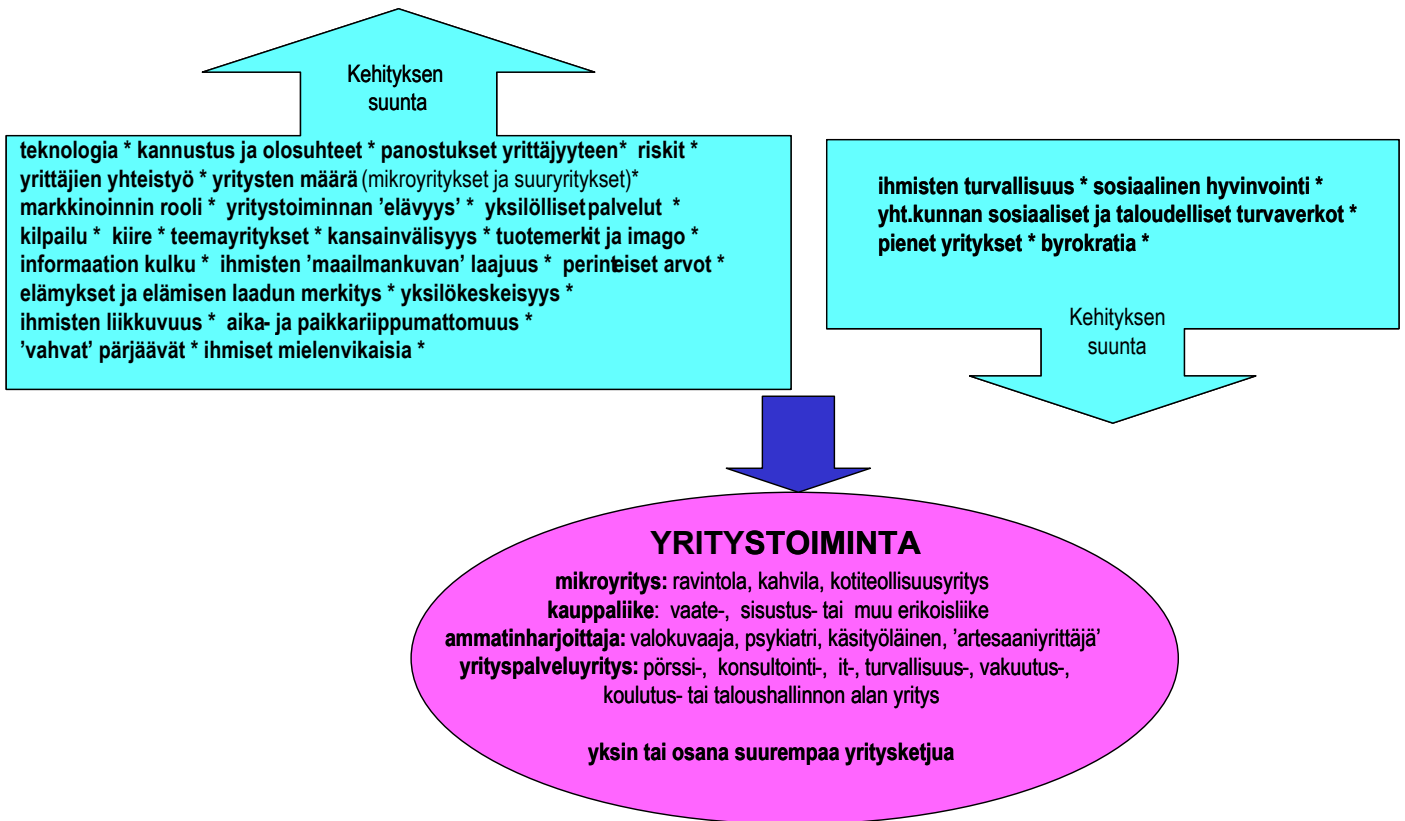 Kehityksen
suunta
teknologia * kannustus ja olosuhteet * panostukset yrittäjyyteen* riskit *
yrittäjien yhteistyö * yritysten määrä (mikroyritykset ja suuryritykset)*
markkinoinnin rooli * yritystoiminnan 'elävyys' * yksilölliset palvelut *
kilpailu * kiire * teemayritykset * kansainvälisyys * tuotemerkit ja imago *
informaation kulku * ihmisten 'maailmankuvan' laajuus * perinteiset arvot *
elämykset ja elämisen laadun merkitys * yksilökeskeisyys *
ihmisten liikkuvuus * aika- ja paikkariippumattomuus *
'vahvat' pärjäävät * ihmiset mielenvikaisia *
ihmisten turvallisuus * sosiaalinen hyvinvointi *
yht.kunnan sosiaaliset ja taloudelliset turvaverkot *
pienet yritykset * byrokratia *
Kehityksen
suunta
YRITYSTOIMINTA
mikroyritys: ravintola, kahvila, kotiteollisuusyritys
kauppaliike: vaate-, sisustus- tai muu erikoisliike
ammatinharjoittaja: valokuvaaja, psykiatri, käsityöläinen, 'artesaaniyrittäjä'
yrityspalveluyritys: pörssi-, konsultointi-, it-, turvallisuus-, vakuutus-,
koulutus- tai taloushallinnon alan yritys
yksin tai osana suurempaa yritysketjua